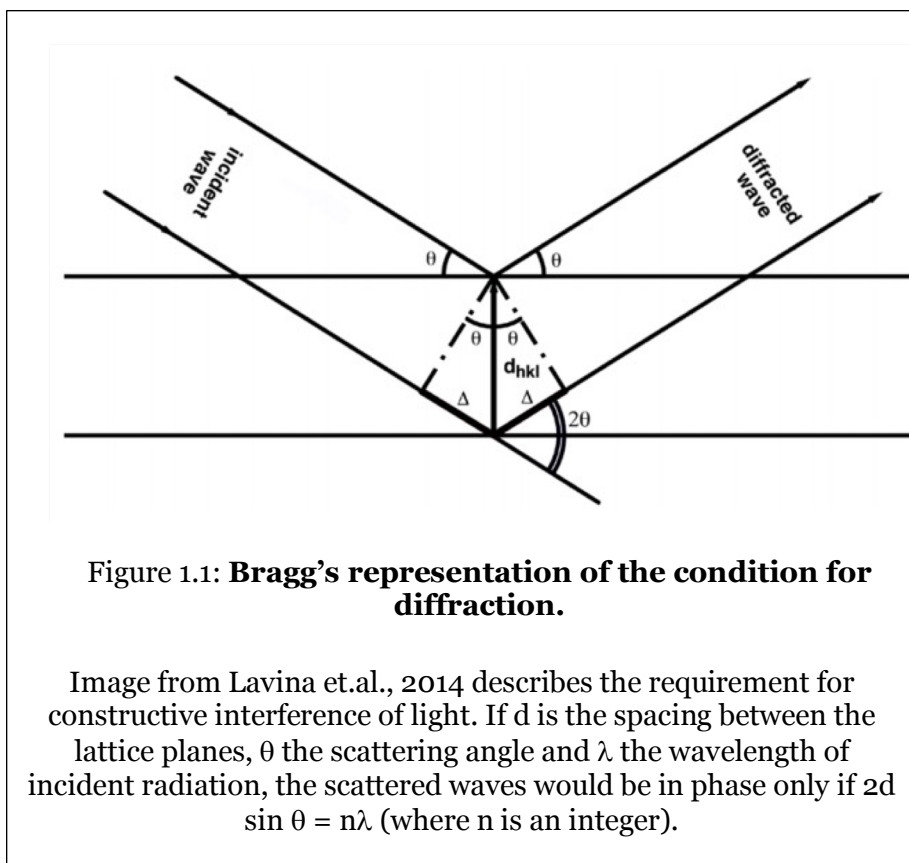 incident
wave
diffracted
wave
θ
θ
θ
θ
d_hkl
Δ
Δ
2θ
Figure 1.1: Bragg’s representation of the condition for
diffraction.
Image from Lavina et.al., 2014 describes the requirement for
constructive interference of light. If d is the spacing between the
lattice planes, θ the scattering angle and λ the wavelength of
incident radiation, the scattered waves would be in phase only if 2d
sin θ = nλ (where n is an integer).